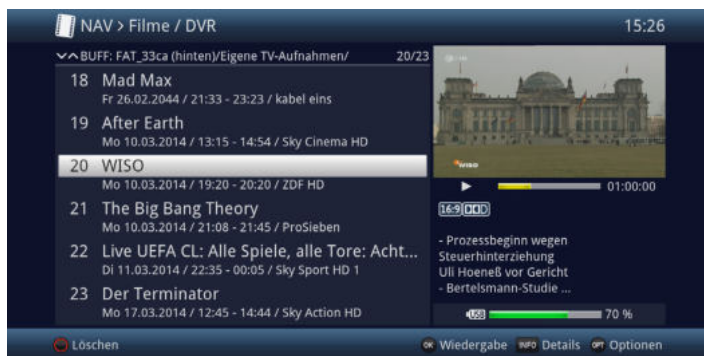 NAV > Filme / DVR
15:26
BUFF: FAT_33ca (hinten)/Eigene TV-Aufnahmen/ 20/23
18 Mad Max
Fr 26.02.2044 / 21:33 - 23:23 / kabel eins
19 After Earth
Mo 10.03.2014 / 13:15 - 14:54 / Sky Cinema HD
20 WISO
Mo 10.03.2014 / 19:20 - 20:20 / ZDF HD
21 The Big Bang Theory
Mo 10.03.2014 / 21:08 - 21:45 / ProSieben
22 Live UEFA CL: Alle Spiele, alle Tore: Acht...
Di 11.03.2014 / 22:35 - 00:05 / Sky Sport HD 1
23 Der Terminator
Mo 17.03.2014 / 12:45 - 14:44 / Sky Action HD
WISO
01:00:00
16:9
- Prozessbeginn wegen
Steuerhinterziehung
Uli Hoeneß vor Gericht
- Bertelsmann-Studie ...
USB 70 %
Löschen
OK Wiedergabe INFO Details OPT Optionen